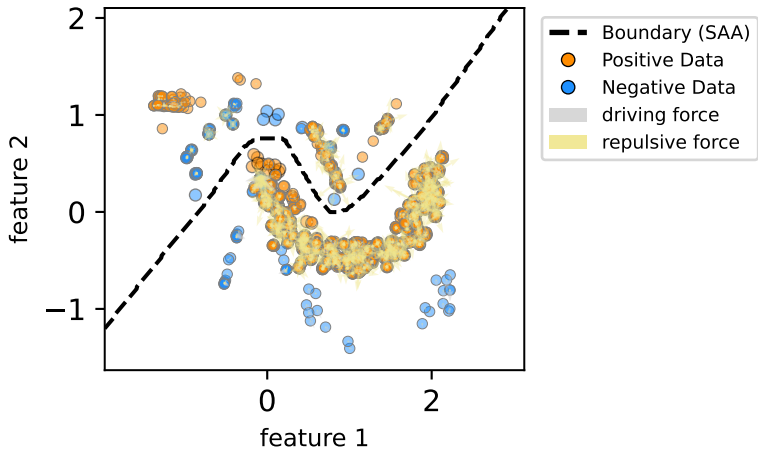 2
1
0
−1
feature 2
0
2
feature 1
Boundary (SAA)
Positive Data
Negative Data
driving force
repulsive force